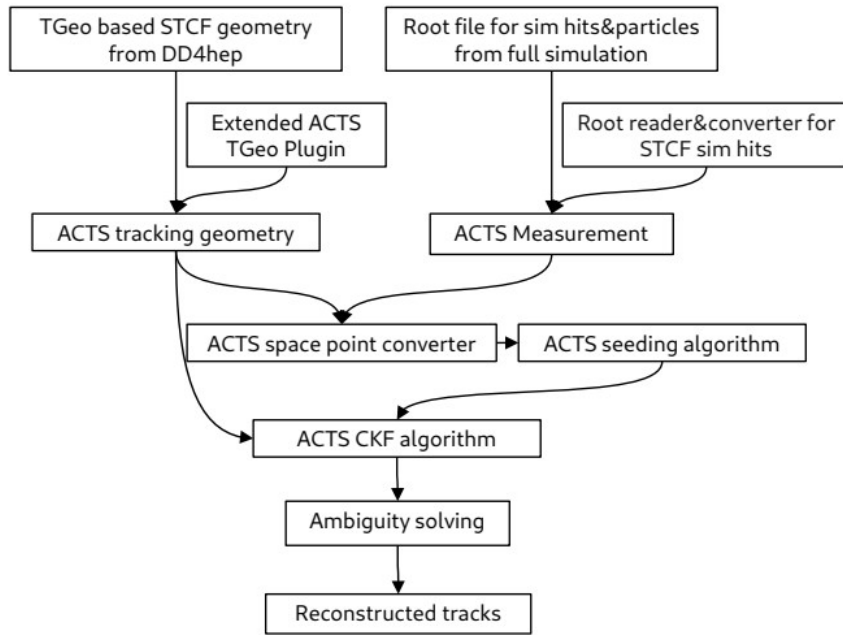 TGeo based STCF geometry
from DD4hep
Root file for sim hits&particles
from full simulation
Extended ACTS
TGeo Plugin
Root reader&converter for
STCF sim hits
ACTS tracking geometry
ACTS Measurement
ACTS space point converter
ACTS seeding algorithm
ACTS CKF algorithm
Ambiguity solving
Reconstructed tracks